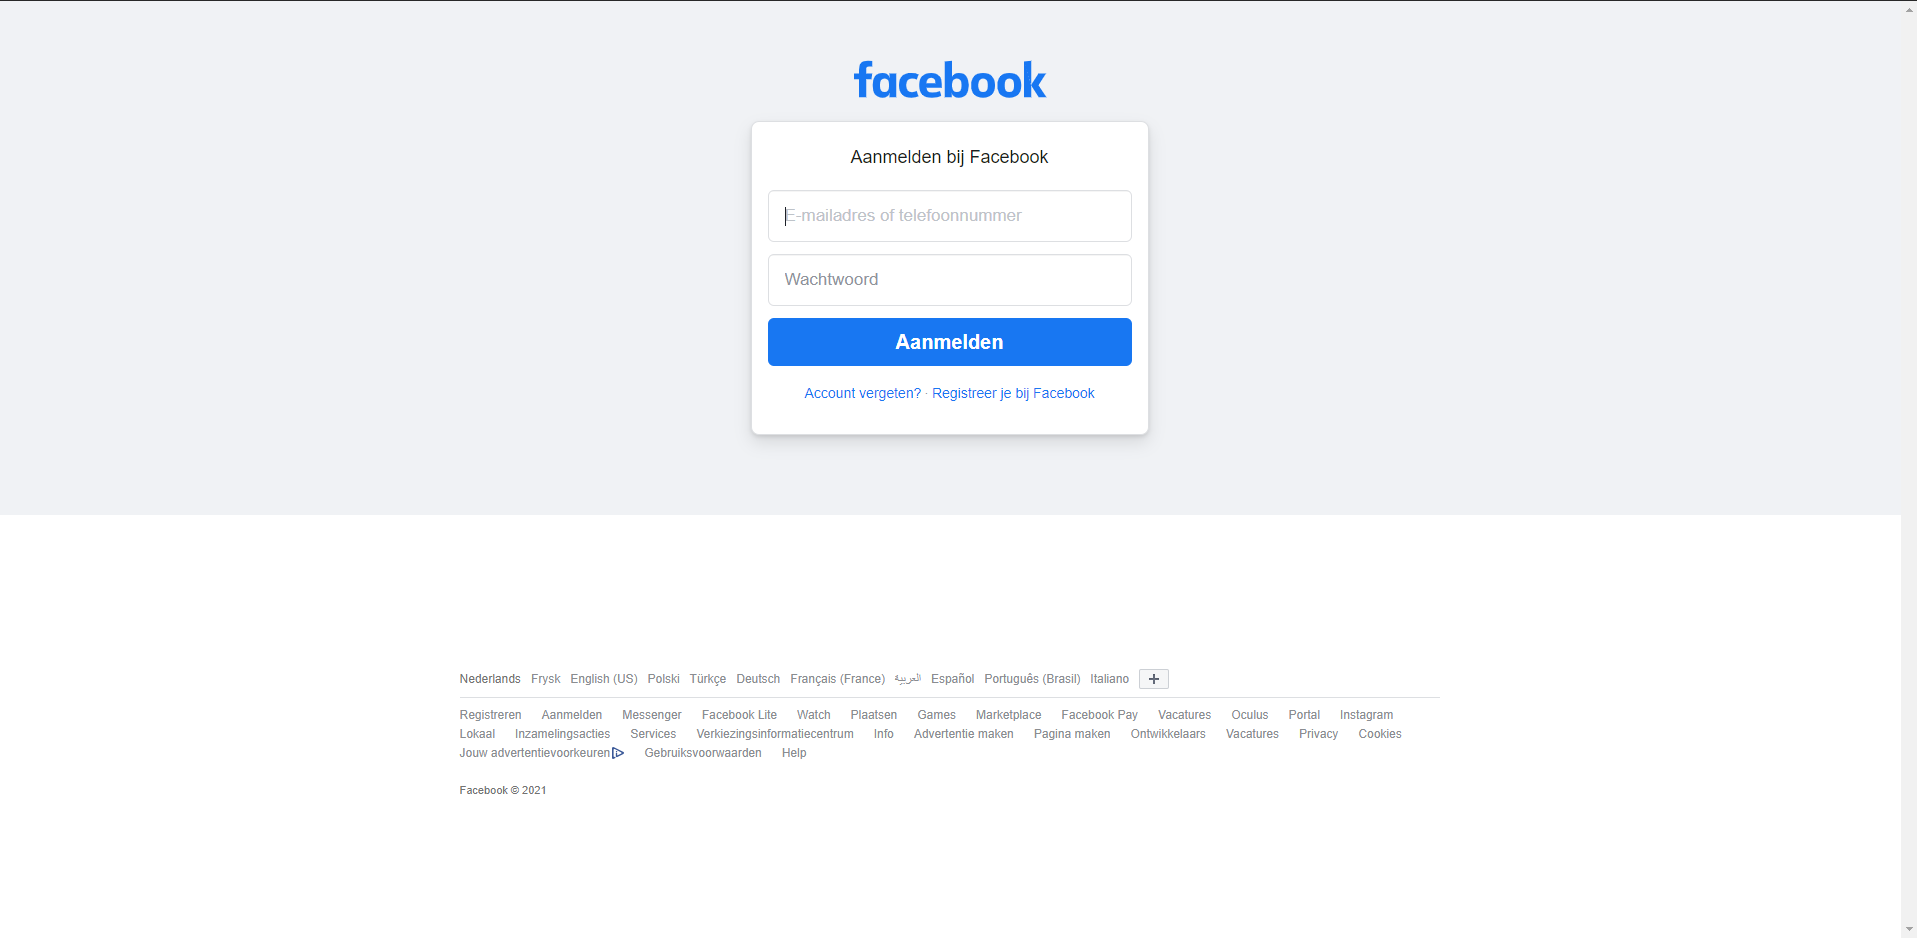 facebook
Aanmelden bij Facebook
E-mailadres of telefoonnummer
Wachtwoord
Aanmelden
Account vergeten? · Registreer je bij Facebook
Nederlands Frysk English (US) Polski Türkçe Deutsch Français (France) العربية Español Português (Brasil) Italiano
Registreren Aanmelden Messenger Facebook Lite Watch Plaatsen Games Marketplace Facebook Pay Vacatures Oculus Portal Instagram
Lokaal Inzamelingsacties Services Verkiezingsinformatiecentrum Info Advertentie maken Pagina maken Ontwikkelaars Vacatures Privacy Cookies
Jouw advertentievoorkeuren Gebruiksvoorwaarden Help
Facebook © 2021